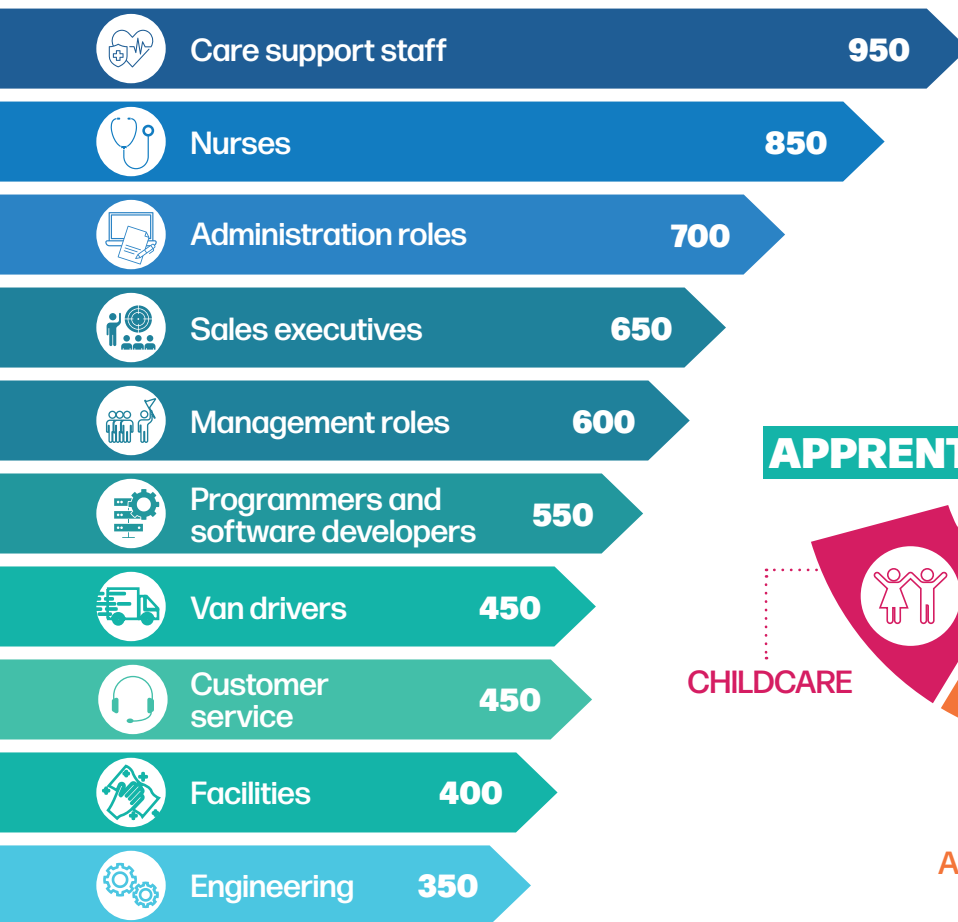 Care support staff 950
Nurses 850
Administration roles 700
Sales executives 650
Management roles 600
Programmers and
software developers 550
Van drivers 450
Customer
service 450
Facilities 400
Engineering 350
APPRENT
CHILDCARE
A